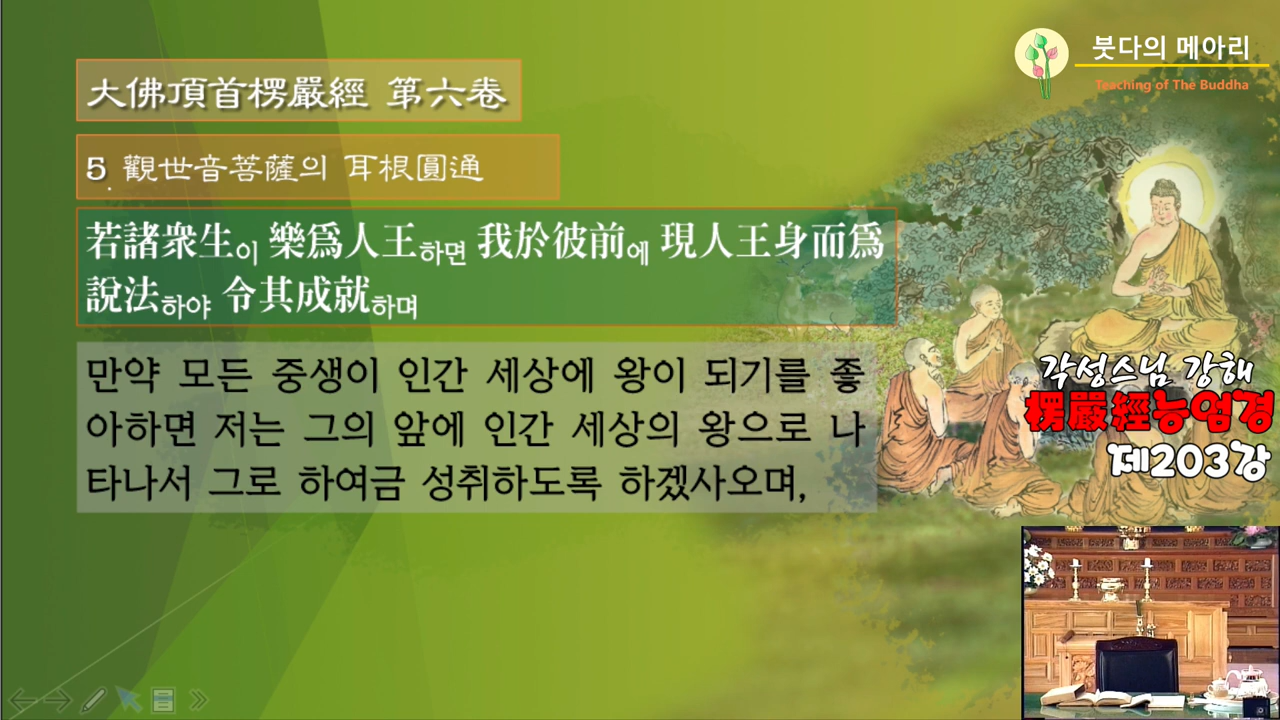 大佛頂首楞嚴經 第六卷
5. 觀世音菩薩의 耳根圓通
若諸衆生이 樂爲人王하면 我於彼前에 現人王身而爲
說法하야 令其成就하며
만약 모든 중생이 인간 세상에 왕이 되기를 좋
아하면 저는 그의 앞에 인간 세상의 왕으로 나
타나서 그로 하여금 성취하도록 하겠사오며,
붓다의 메아리
Teaching of The Buddha
각성스님 강해
楞嚴經능엄경
제203강